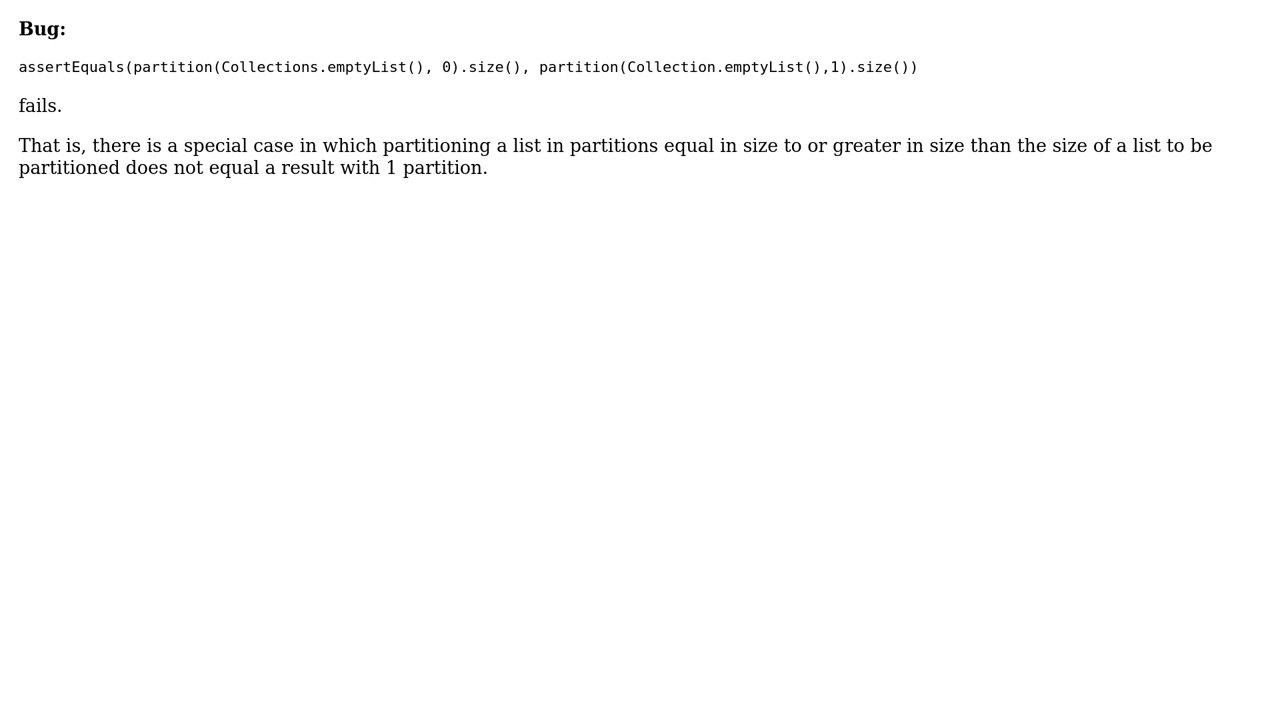 Bug:
assertEquals(partition(Collections.emptyList(), 0).size(), partition(Collection.emptyList(),1).size())
fails.
That is, there is a special case in which partitioning a list in partitions equal in size to or greater in size than the size of a list to be
partitioned does not equal a result with 1 partition.